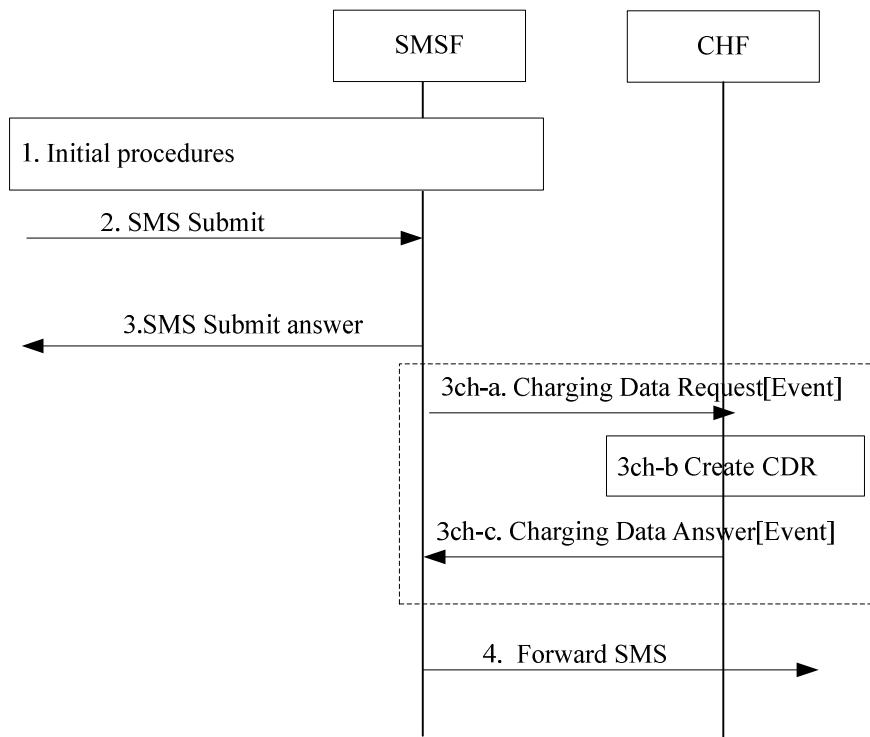 SMSF
CHF
1. Initial procedures
2. SMS Submit
3.SMS Submit answer
3ch-a. Charging Data Request[Event]
3ch-b Create CDR
3ch-c. Charging Data Answer[Event]
4. Forward SMS